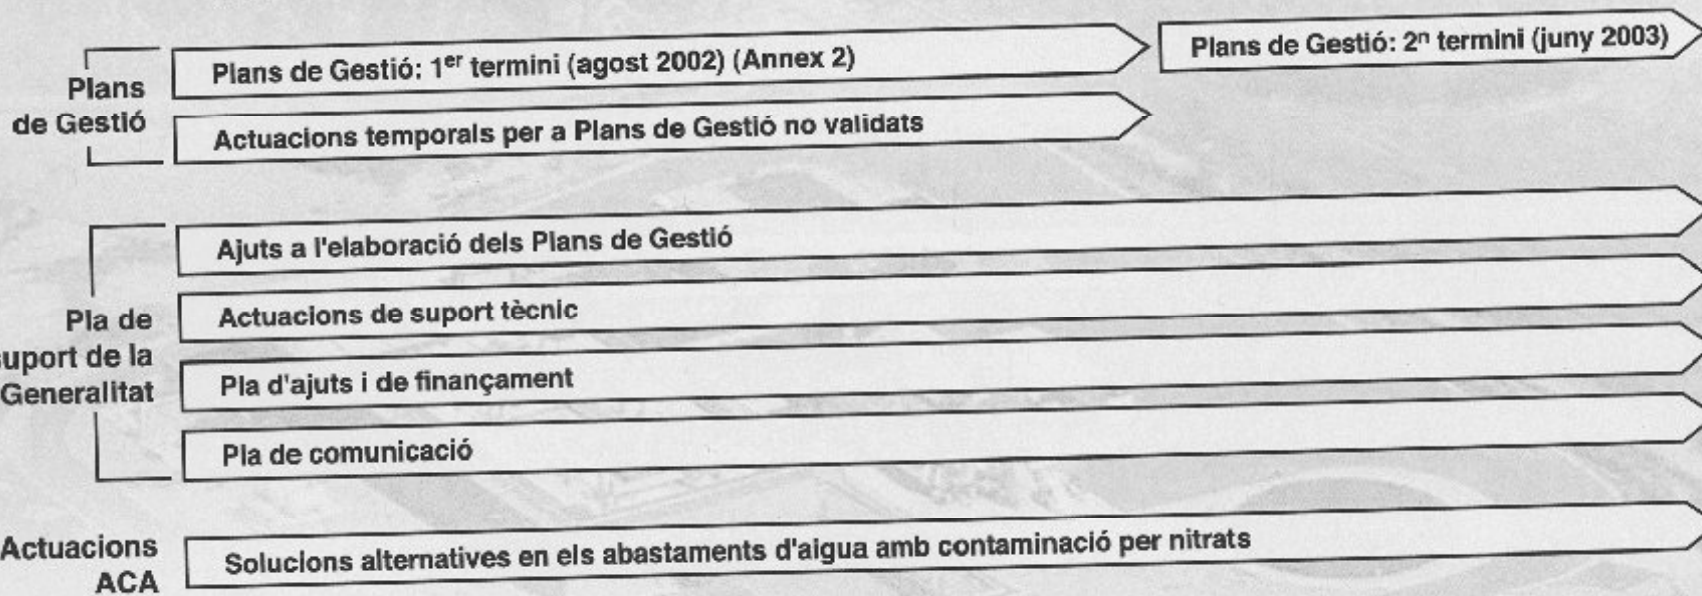 Plans de Gestió: 1er termini (agost 2002) (Annex 2)
Plans de Gestió: 2n termini (juny 2003)
Plans
de Gestió
Actuacions temporals per a Plans de Gestió no validats
Ajuts a l'elaboració dels Plans de Gestió
Actuacions de suport tècnic
Pla de
suport de la
Generalitat
Pla d'ajuts i de finançament
Pla de comunicació
Actuacions
ACA
Solucions alternatives en els abastaments d'aigua amb contaminació per nitrats